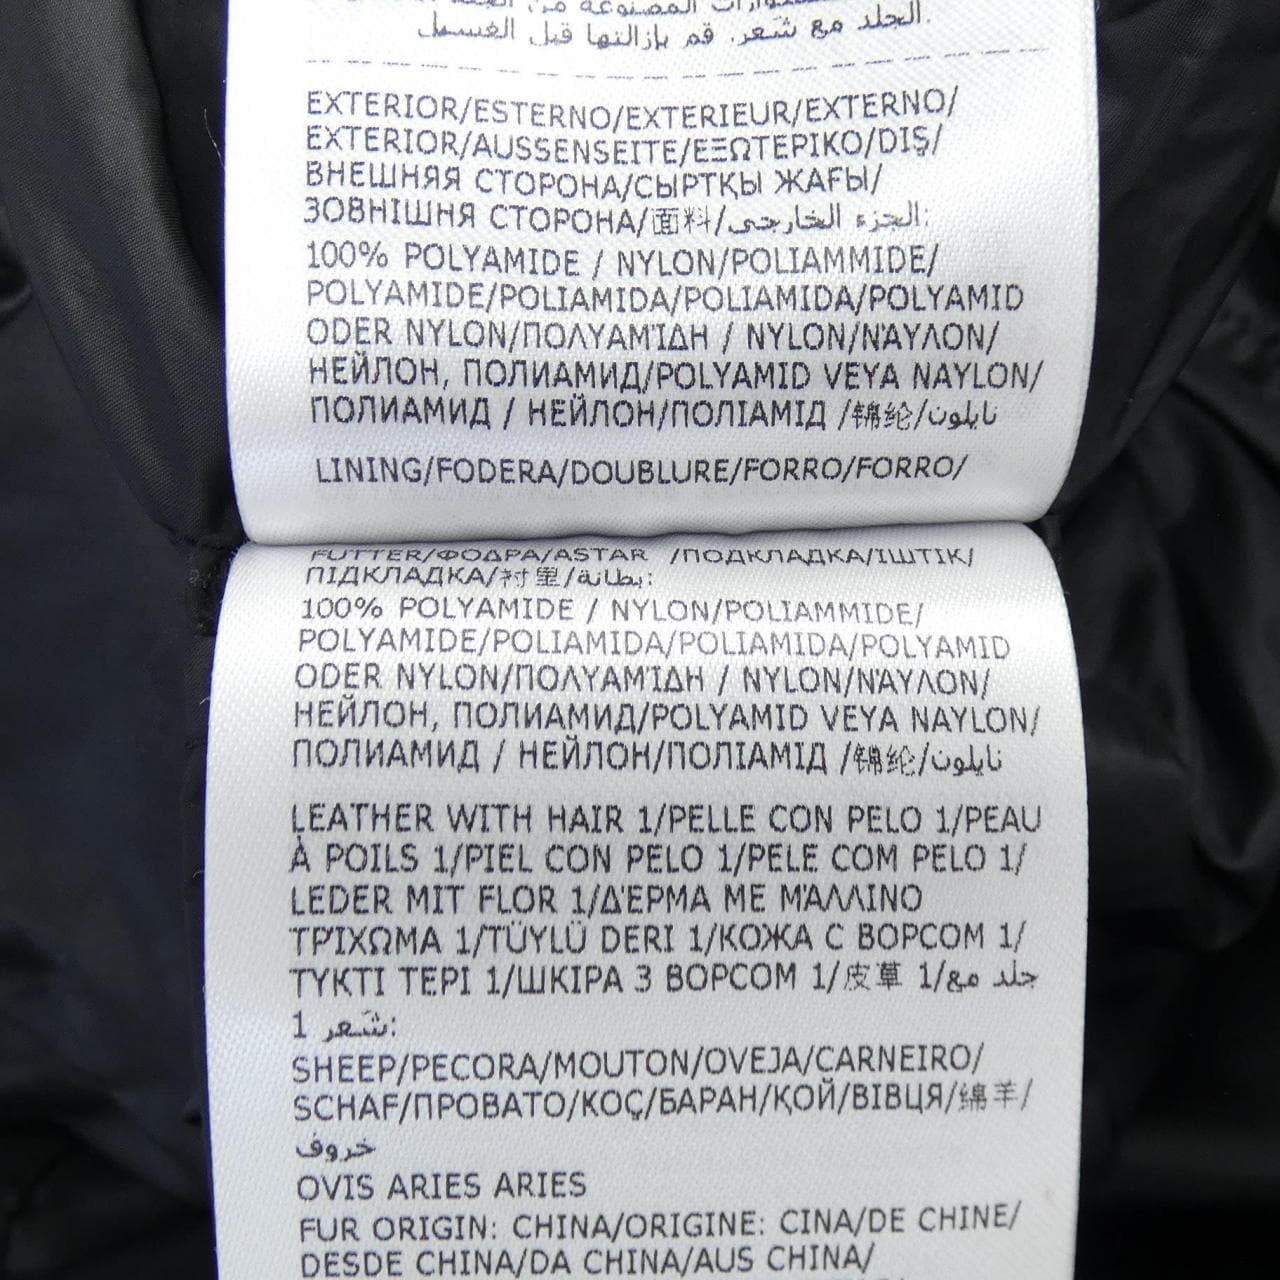 الجلد مع شعر. قم بإزالتها قبل الغسيل.
EXTERIOR/ESTERNO/EXTERIEUR/EXTERNO/
EXTERIOR/AUSSENSEITE/ΕΞΩΤΕΡΙΚΟ/DIŞ/
ВНЕШНЯЯ СТОРОНА/СЫРТҚЫ ЖАҒЫ/
ЗОВНІШНЯ СТОРОНА/面料/الجزء الخارجي:
100% POLYAMIDE / NYLON/POLIAMMIDE/
POLYAMIDE/POLIAMIDA/POLIAMIDA/POLYAMID
ODER NYLON/ΠΟΛΥΑΜΊΔΗ / NYLON/ΝΆΥΛΟΝ/
НЕЙЛОН, ПОЛИАМИД/POLYAMID VEYA NAYLON/
ПОЛИАМИД / НЕЙЛОН/ПОЛІАМІД /锦纶/نايلون
LINING/FODERA/DOUBLURE/FORRO/FORRO/
FUTTER/ΦΟΔΡΑ/ASTAR /ПОДКЛАДКА/ІШТІК/
ПІДКЛАДКА/衬里/بطانة:
100% POLYAMIDE / NYLON/POLIAMMIDE/
POLYAMIDE/POLIAMIDA/POLIAMIDA/POLYAMID
ODER NYLON/ΠΟΛΥΑΜΊΔΗ / NYLON/ΝΆΥΛΟΝ/
НЕЙЛОН, ПОЛИАМИД/POLYAMID VEYA NAYLON/
ПОЛИАМИД / НЕЙЛОН/ПОЛІАМІД /锦纶/نايلون
LEATHER WITH HAIR 1/PELLE CON PELO 1/PEAU
À POILS 1/PIEL CON PELO 1/PELE COM PELO 1/
LEDER MIT FLOR 1/ΔΈΡΜΑ ΜΕ ΜΆΛΛΙΝΟ
ΤΡΊΧΩΜΑ 1/TÜYLÜ DERI 1/КОЖА С ВОРСОМ 1/
ТҮКТІ ТЕРІ 1/ШКІРА З ВОРСОМ 1/皮草 1/جلد مع
شعر 1:
SHEEP/PECORA/MOUTON/OVEJA/CARNEIRO/
SCHAF/ΠΡΟΒΑΤΟ/KOÇ/БАРАН/ҚОЙ/ВІВЦЯ/绵羊/
خروف
OVIS ARIES ARIES
FUR ORIGIN: CHINA/ORIGINE: CINA/DE CHINE/
DESDE CHINA/DA CHINA/AUS CHINA/